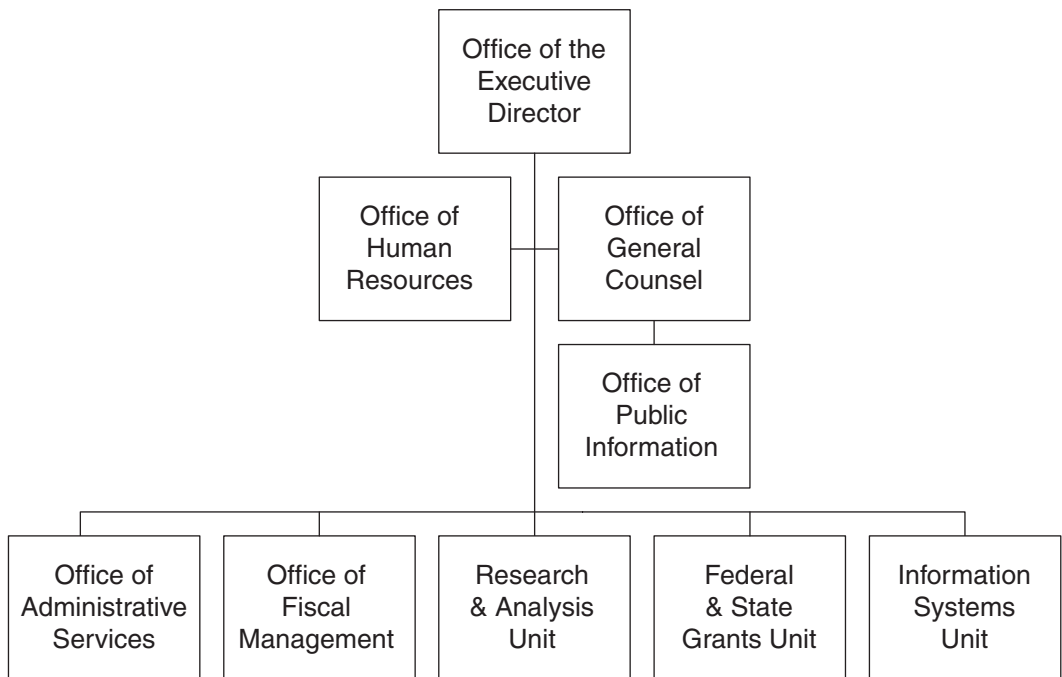 Office of the
Executive
Director
Office of
Human
Resources
Office of
General
Counsel
Office of
Public
Information
Office of
Administrative
Services
Office of
Fiscal
Management
Research
& Analysis
Unit
Federal
& State
Grants Unit
Information
Systems
Unit